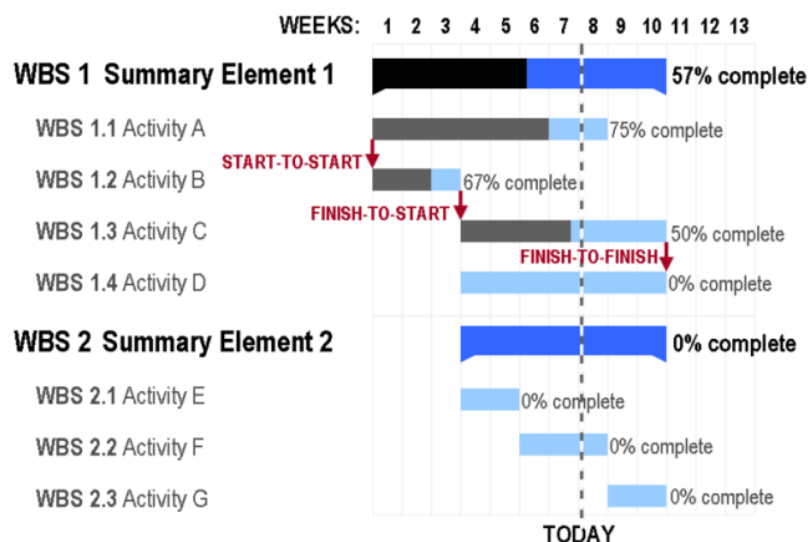 WEEKS: 1 2 3 4 5 6 7 8 9 10 11 12 13
WBS 1 Summary Element 1 57% complete
WBS 1.1 Activity A 75% complete
START-TO-START
WBS 1.2 Activity B 67% complete
FINISH-TO-START
WBS 1.3 Activity C 50% complete
FINISH-TO-FINISH
WBS 1.4 Activity D 0% complete
WBS 2 Summary Element 2 0% complete
WBS 2.1 Activity E 0% complete
WBS 2.2 Activity F 0% complete
WBS 2.3 Activity G 0% complete
TODAY